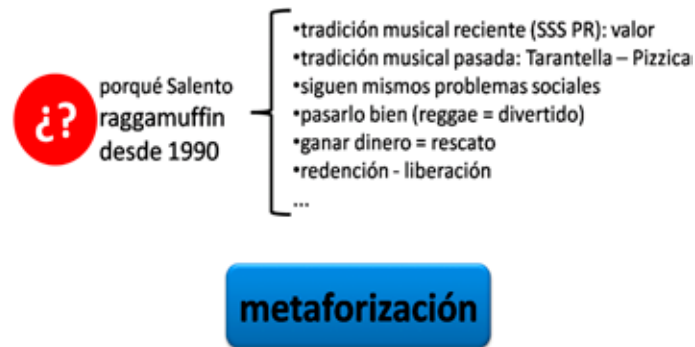 •tradición musical reciente (SSS PR): valor
•tradición musical pasada: Tarantella – Pizzica
•siguen mismos problemas sociales
•pasarlo bien (reggae = divertido)
•ganar dinero = rescato
•redención - liberación
...
¿?
porqué Salento
raggamuffin
desde 1990
metaforización